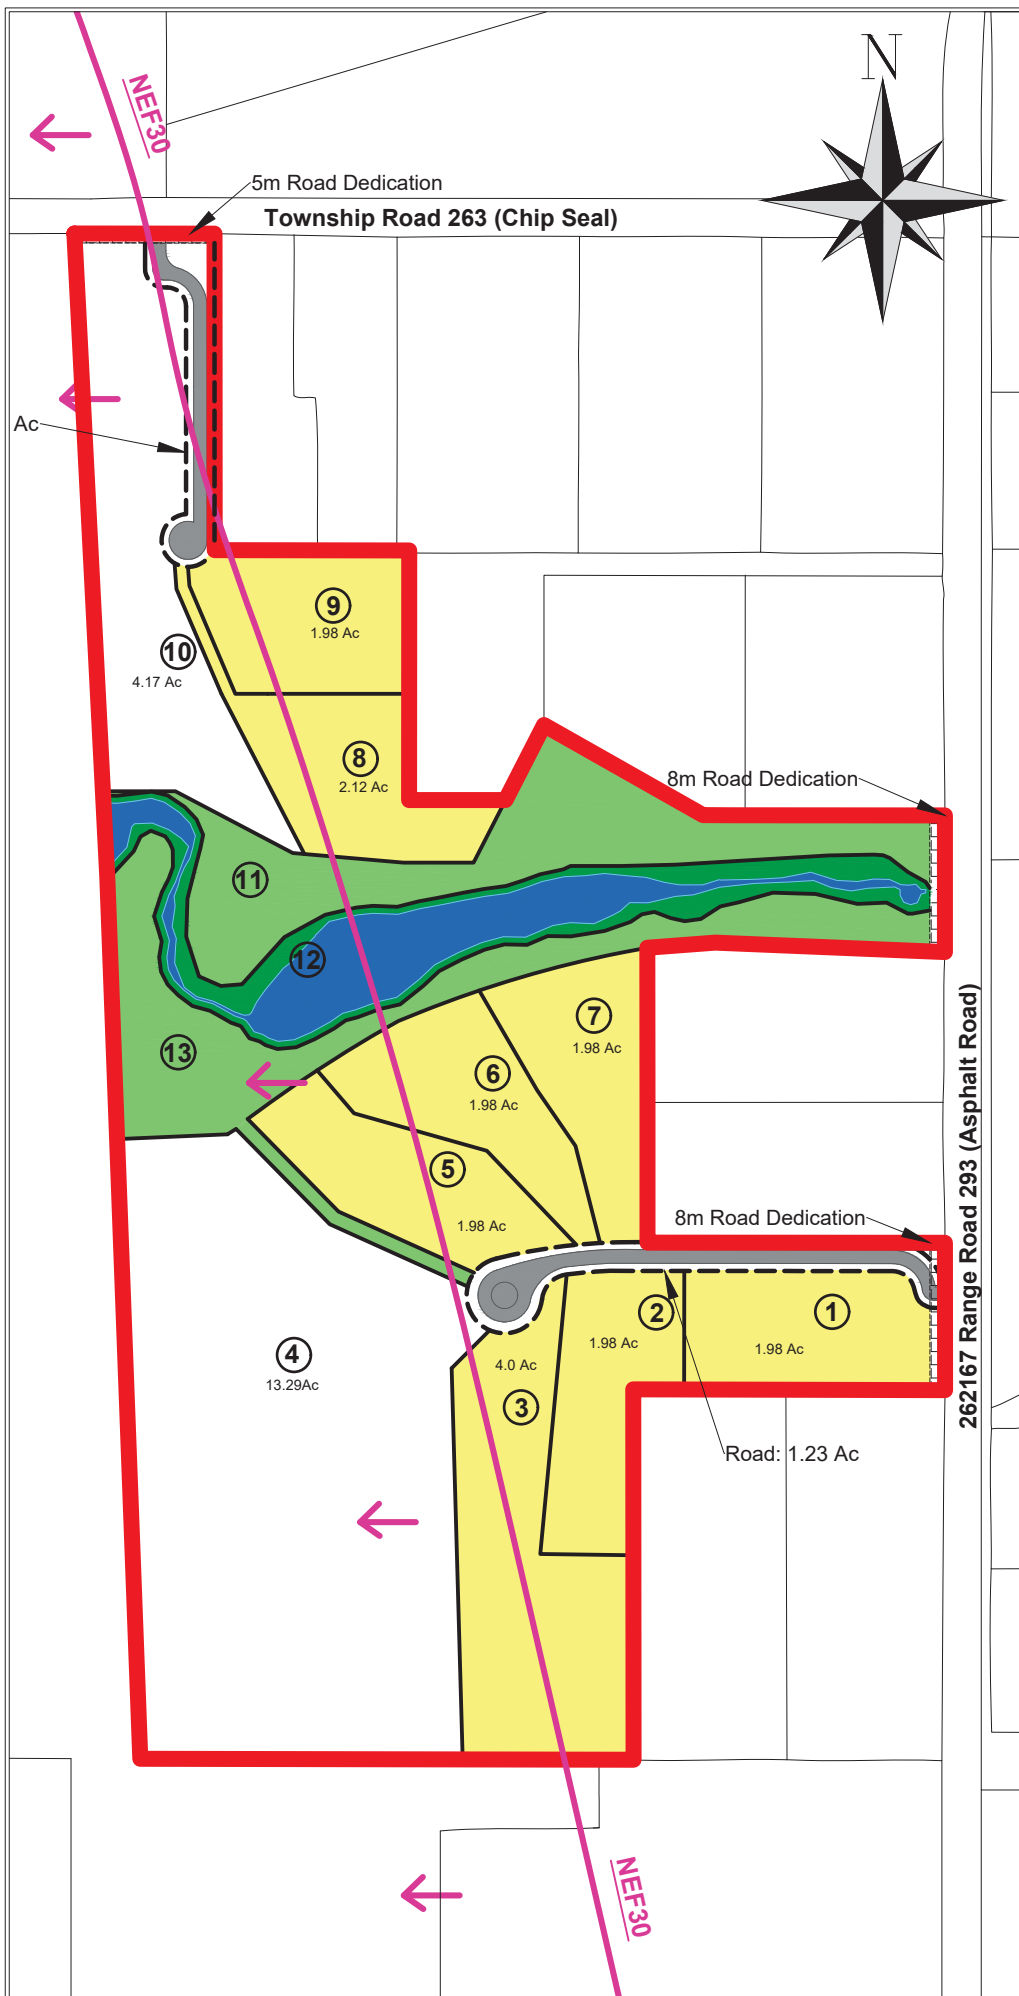 N
NEF30
5m Road Dedication
Township Road 263 (Chip Seal)
Ac
9
1.98 Ac
10
4.17 Ac
8
2.12 Ac
8m Road Dedication
11
12
13
7
1.98 Ac
6
1.98 Ac
5
1.98 Ac
262167 Range Road 293 (Asphalt Road)
8m Road Dedication
4
13.29Ac
2
1.98 Ac
1
1.98 Ac
4.0 Ac
3
Road: 1.23 Ac
NEF30